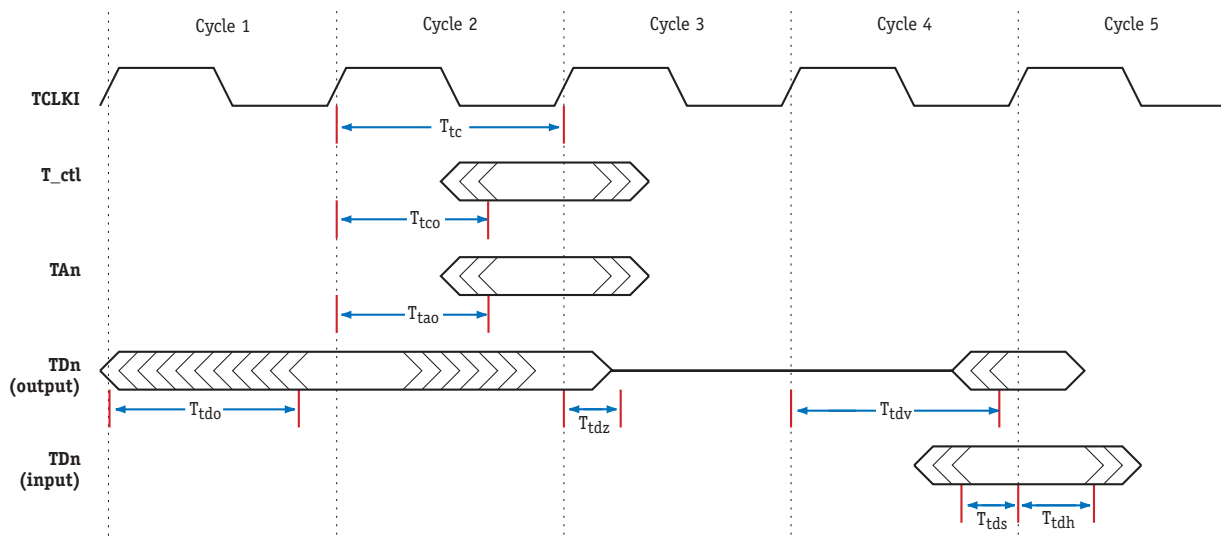 Cycle 1 Cycle 2 Cycle 3 Cycle 4 Cycle 5
TCLKI
Ttc
T_ctl
Ttco
TAn
Ttao
TDn
(output)
Ttdo Ttdz Ttdv
TDn
(input)
Ttds Ttdh